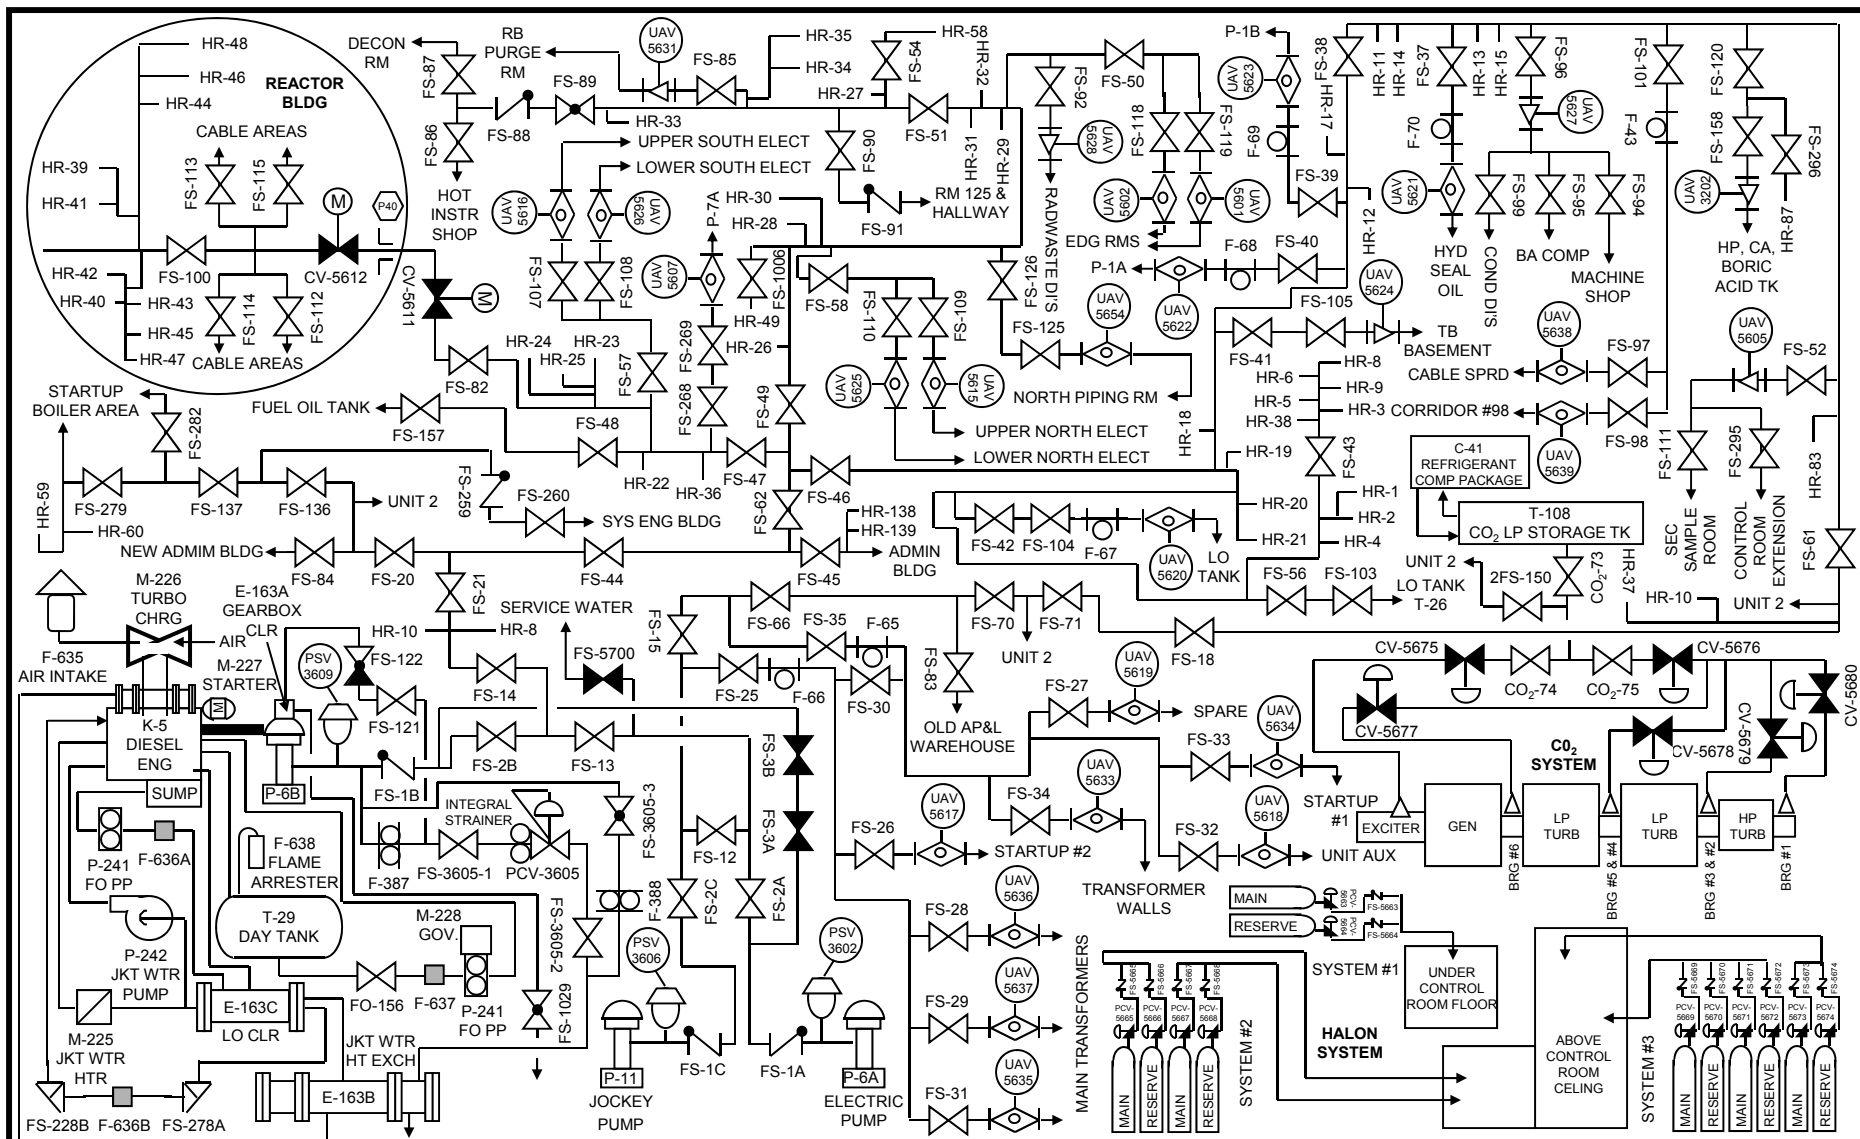 HR-48
HR-46
REACTOR
BLDG
HR-44
CABLE AREAS
HR-39
HR-41
FS-113
FS-115
M
P40
FS-100
CV-5612
HR-42
HR-40
HR-43
HR-45
HR-47
FS-114
FS-112
CABLE AREAS
DECON
RM
FS-87
FS-86
HOT
INSTR
SHOP
RB
PURGE
RM
UAV
5631
FS-85
HR-35
HR-34
FS-88
FS-89
HR-33
FS-54
HR-58
HR-27
FS-51
HR-32
HR-31
HR-29
FS-90
RM 125 &
HALLWAY
FS-91
UPPER SOUTH ELECT
LOWER SOUTH ELECT
UAV
5616
UAV
5626
FS-107
FS-108
P-7A
UAV
5607
HR-30
HR-28
FS-1006
HR-49
HR-26
FS-269
FS-268
FS-58
FS-110
FS-109
UAV
5625
UAV
5615
FS-50
FS-92
UAV
5628
RADWASTE DI'S
FS-118
FS-119
UAV
5602
UAV
5601
EDG RMS
FS-126
FS-125
UAV
5654
NORTH PIPING RM
UPPER NORTH ELECT
LOWER NORTH ELECT
P-1B
UAV
5623
F-69
FS-39
FS-38
HR-17
HR-12
P-1A
UAV
5622
F-68
FS-40
HR-11
HR-14
FS-37
F-70
UAV
5621
HYD
SEAL
OIL
HR-13
HR-15
FS-96
UAV
5627
FS-99
FS-95
FS-94
COND DI'S
BA COMP
MACHINE
SHOP
FS-101
F-43
FS-120
FS-158
FS-296
UAV
3202
HR-87
HP, CA,
BORIC
ACID TK
FS-105
UAV
5624
FS-41
TB
BASEMENT
HR-18
HR-8
HR-6
HR-9
HR-5
HR-3
HR-38
FS-43
HR-19
HR-1
HR-2
HR-4
HR-20
HR-21
CABLE SPRD
UAV
5638
FS-97
CORRIDOR #98
UAV
5639
FS-98
UAV
5605
FS-52
FS-111
FS-295
HR-83
SEC
SAMPLE
ROOM
CONTROL
ROOM
EXTENSION
FS-61
C-41
REFRIGERANT
COMP PACKAGE
T-108
CO2 LP STORAGE TK
UNIT 2
2FS-150
CO2-73
HR-37
HR-10
UNIT 2
CV-5611
M
FS-82
HR-24
HR-23
HR-25
FS-57
STARTUP
BOILER AREA
FS-282
FUEL OIL TANK
FS-157
FS-48
HR-22
HR-36
FS-47
FS-49
FS-46
FS-62
HR-59
FS-279
FS-137
FS-136
UNIT 2
HR-60
FS-259
FS-260
SYS ENG BLDG
NEW ADMIM BLDG
FS-84
FS-20
FS-21
FS-44
FS-45
HR-138
HR-139
ADMIN
BLDG
FS-42
FS-104
F-67
UAV
5620
LO
TANK
FS-56
FS-103
LO TANK
T-26
M-226
TURBO
CHRG
E-163A
GEARBOX
CLR
AIR
M-227
STARTER
F-635
AIR INTAKE
M
K-5
DIESEL
ENG
SUMP
PSV
3609
HR-10
HR-8
FS-122
FS-121
FS-14
SERVICE WATER
FS-5700
P-6B
FS-1B
FS-2B
FS-13
FS-15
FS-66
FS-35
F-65
FS-25
F-66
FS-30
FS-83
OLD AP&L
WAREHOUSE
FS-70
FS-71
UNIT 2
FS-18
FS-27
UAV
5619
SPARE
UAV
5634
FS-33
STARTUP
#1
UAV
5633
FS-34
TRANSFORMER
WALLS
FS-32
UAV
5618
UNIT AUX
FS-26
UAV
5617
STARTUP #2
FS-3B
FS-3A
FS-12
FS-2C
FS-2A
INTEGRAL
STRAINER
F-387
FS-3605-1
PCV-3605
FS-3605-3
FS-3605-2
F-388
P-241
FO PP
F-636A
F-638
FLAME
ARRESTER
T-29
DAY TANK
M-228
GOV.
P-242
JKT WTR
PUMP
FO-156
F-637
P-241
FO PP
FS-1029
M-225
JKT WTR
HTR
E-163C
LO CLR
JKT WTR
HT EXCH
E-163B
FS-228B
F-636B
FS-278A
PSV
3606
P-11
JOCKEY
PUMP
FS-1C
FS-1A
PSV
3602
P-6A
ELECTRIC
PUMP
FS-28
UAV
5636
FS-29
UAV
5637
FS-31
UAV
5635
MAIN TRANSFORMERS
CV-5675
CV-5676
CO2-74
CO2-75
CV-5680
CV-5677
CV-5678
CV-5679
C02
SYSTEM
EXCITER
GEN
LP
TURB
LP
TURB
HP
TURB
BRG #6
BRG #5 & #4
BRG #3 & #2
BRG #1
MAIN
PCV-
5663
FS-5663
RESERVE
PCV-
5664
FS-5664
SYSTEM #1
UNDER
CONTROL
ROOM FLOOR
HALON
SYSTEM
ABOVE
CONTROL
ROOM
CELING
FS-5665
FS-5666
FS-5667
FS-5668
PCV-
5665
PCV-
5666
PCV-
5667
PCV-
5668
MAIN
RESERVE
MAIN
RESERVE
SYSTEM #2
SYSTEM #3
FS-5669
FS-5670
FS-5671
FS-5672
FS-5673
FS-5674
PCV-
5669
PCV-
5670
PCV-
5671
PCV-
5672
PCV-
5673
PCV-
5674
MAIN
RESERVE
MAIN
RESERVE
MAIN
RESERVE